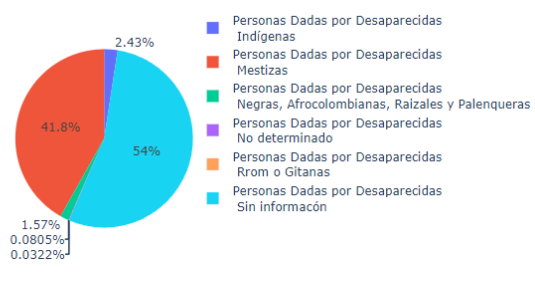 Personas Dadas por Desaparecidas
Indígenas
Personas Dadas por Desaparecidas
Mestizas
Personas Dadas por Desaparecidas
Negras, Afrocolombianas, Raizales y Palenqueras
Personas Dadas por Desaparecidas
No determinado
Personas Dadas por Desaparecidas
Rrom o Gitanas
Personas Dadas por Desaparecidas
Sin informacón
2.43%
41.8%
54%
1.57%
0.0805%
0.0322%